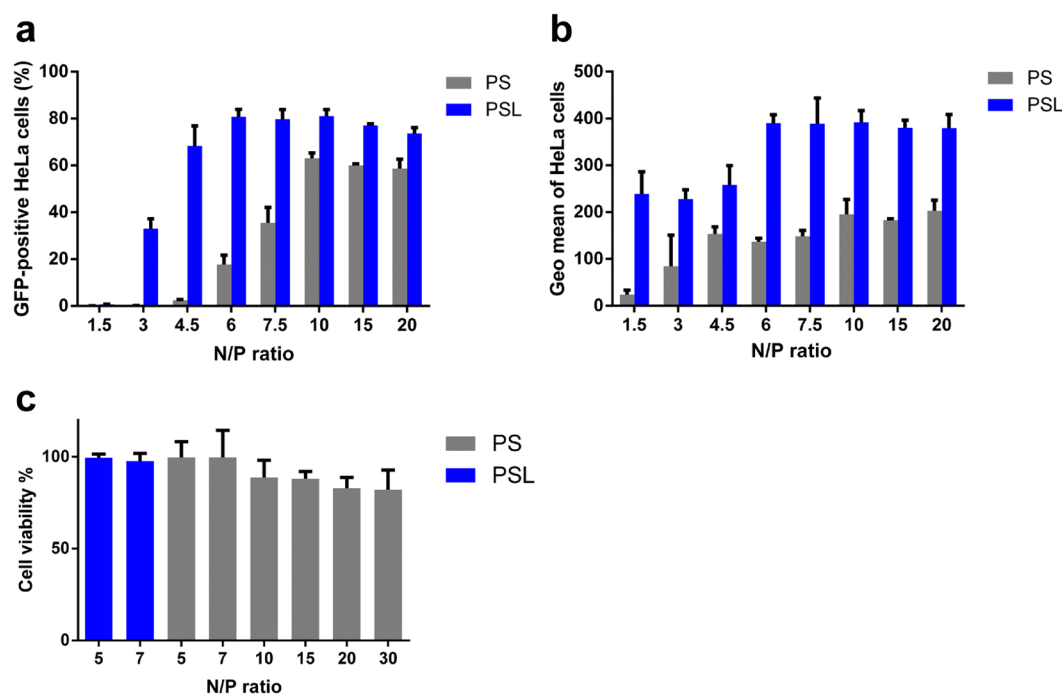 a
GFP-positive HeLa cells (%)
100
80
60
40
20
0
1.5 3 4.5 6 7.5 10 15 20
N/P ratio
PS
PSL
b
Geo mean of HeLa cells
500
400
300
200
100
0
1.5 3 4.5 6 7.5 10 15 20
N/P ratio
PS
PSL
c
Cell viability %
100
50
0
5 7 5 7 10 15 20 30
N/P ratio
PS
PSL